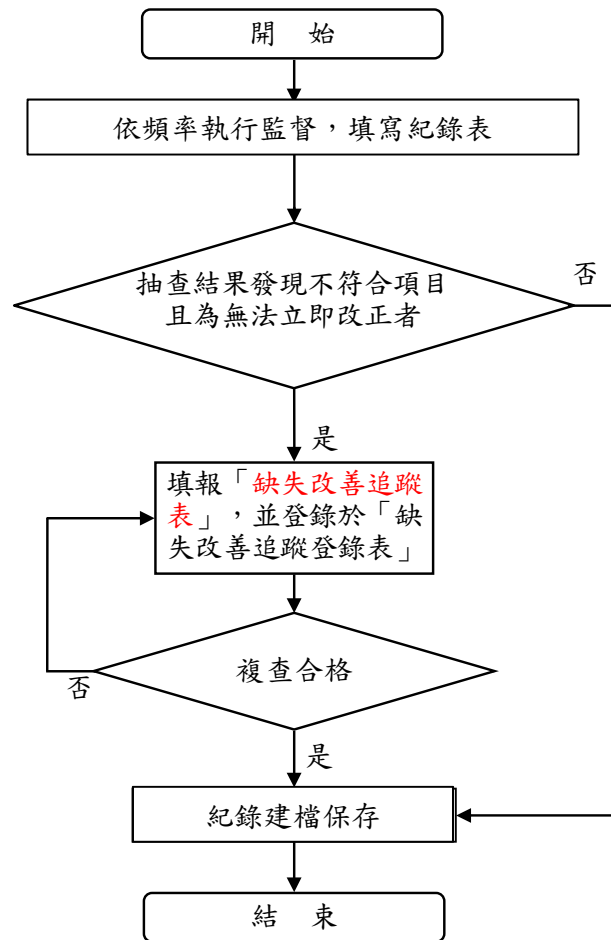 開 始
依頻率執行監督，填寫紀錄表
抽查結果發現不符合項目
且為無法立即改正者
否
是
填報「缺失改善追蹤
表」，並登錄於「缺
失改善追蹤登錄表」
複查合格
否
是
紀錄建檔保存
結 束